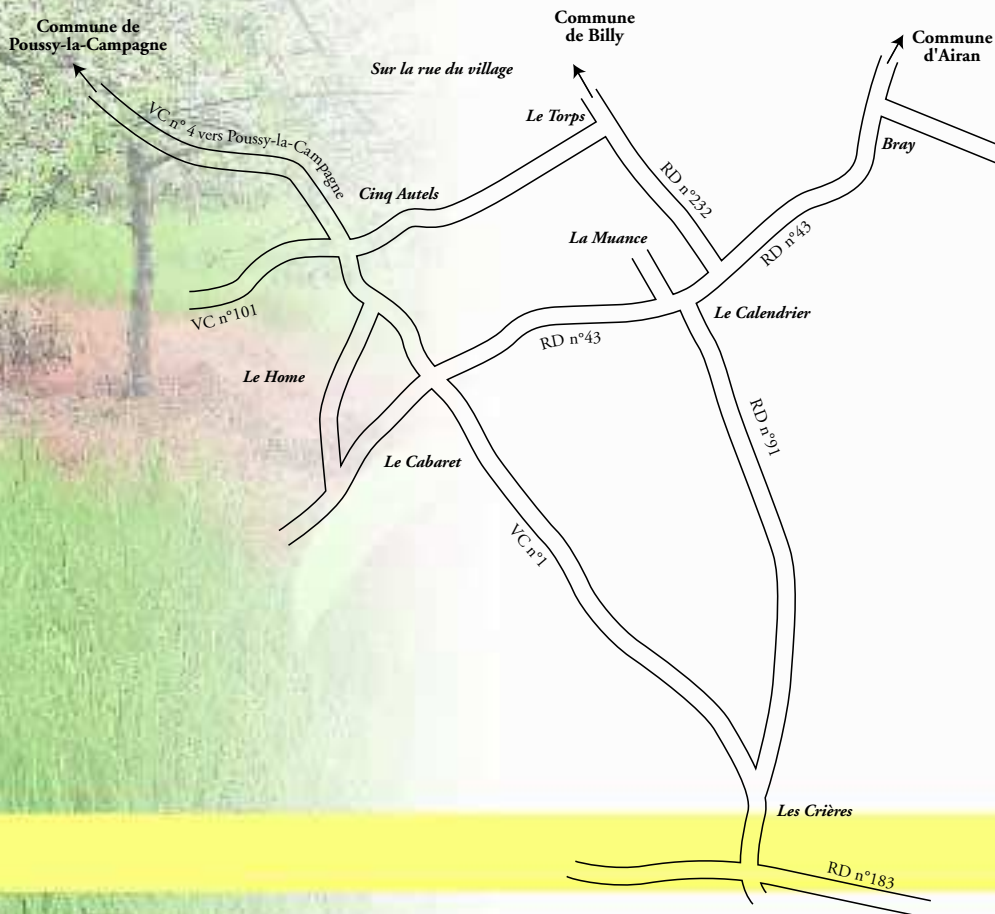 Commune de
Poussy-la-Campagne
Commune
de Billy
Commune
d'Airan
Sur la rue du village
VC n° 4 vers Poussy-la-Campagne
Le Torps
Bray
Cinq Autels
RD n°232
La Muance
RD n°43
VC n°101
Le Calendrier
RD n°43
Le Home
RD n°91
Le Cabaret
VC n°1
Les Crières
RD n°183